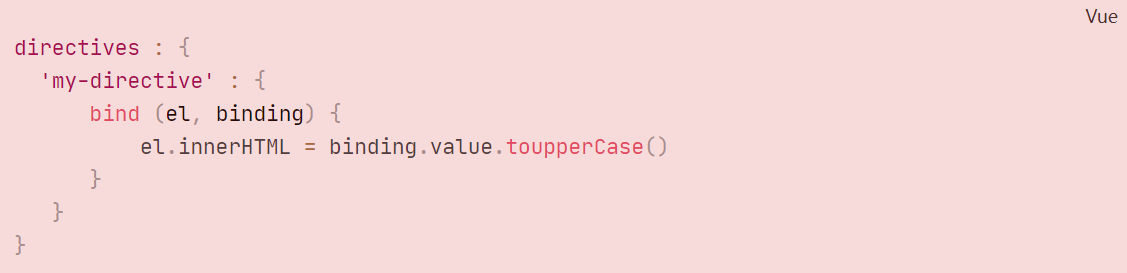 Vue
directives : {
  'my-directive' : {
      bind (el, binding) {
          el.innerHTML = binding.value.toupperCase()
      }
   }
}